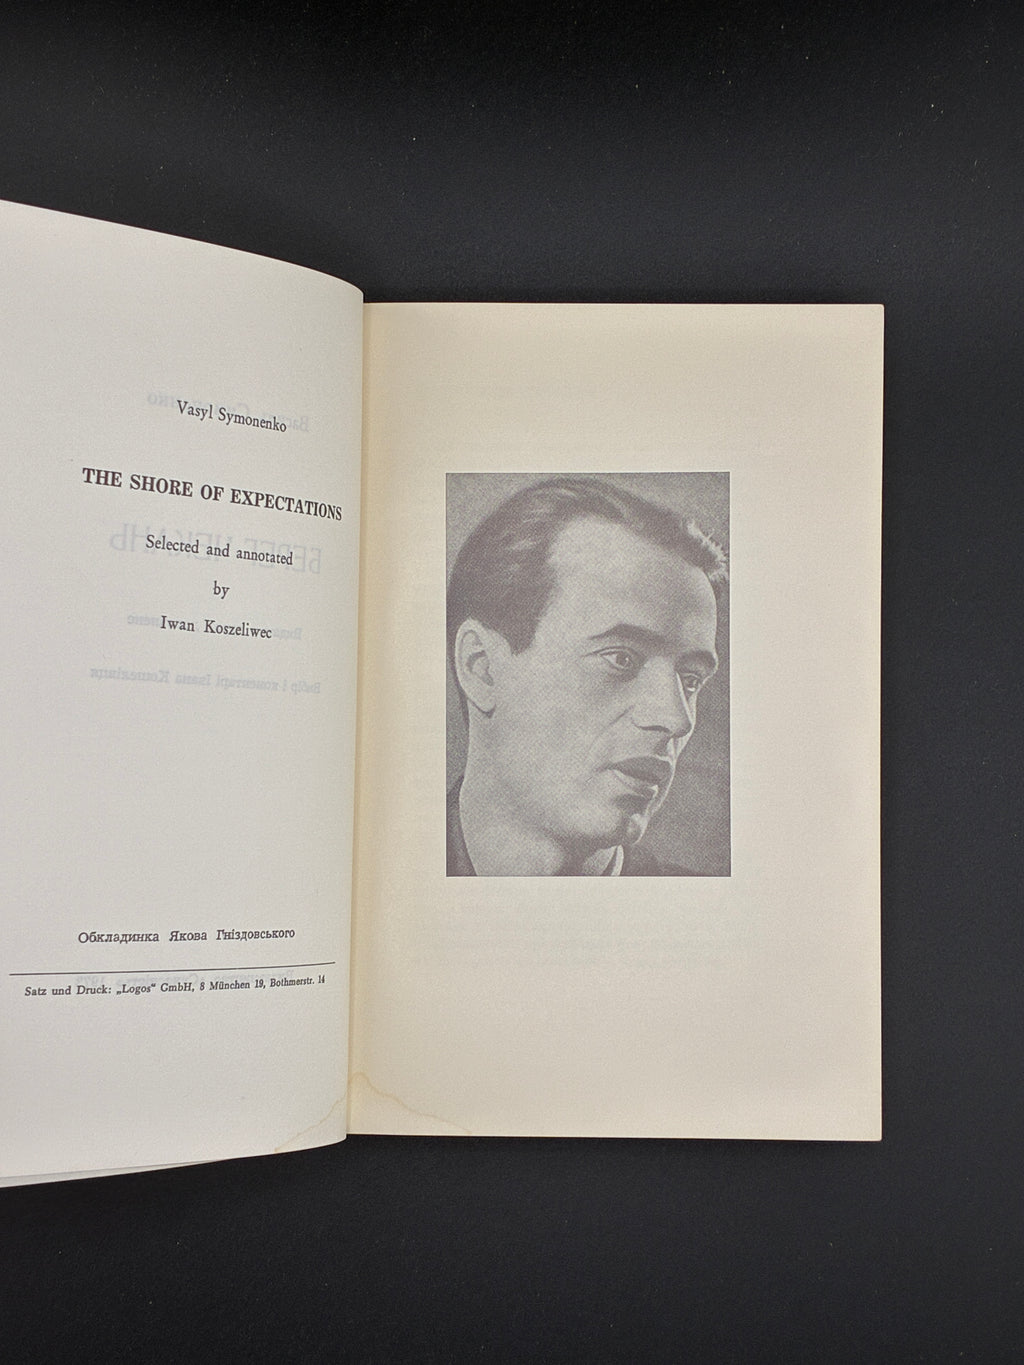 Vasyl Symonenko
THE SHORE OF EXPECTATIONS
Selected and annotated
by
Iwan Koszeliwec
Обкладинка Якова Гніздовського
Satz und Druck: „Logos“ GmbH, 8 München 19, Bothmerstr. 14